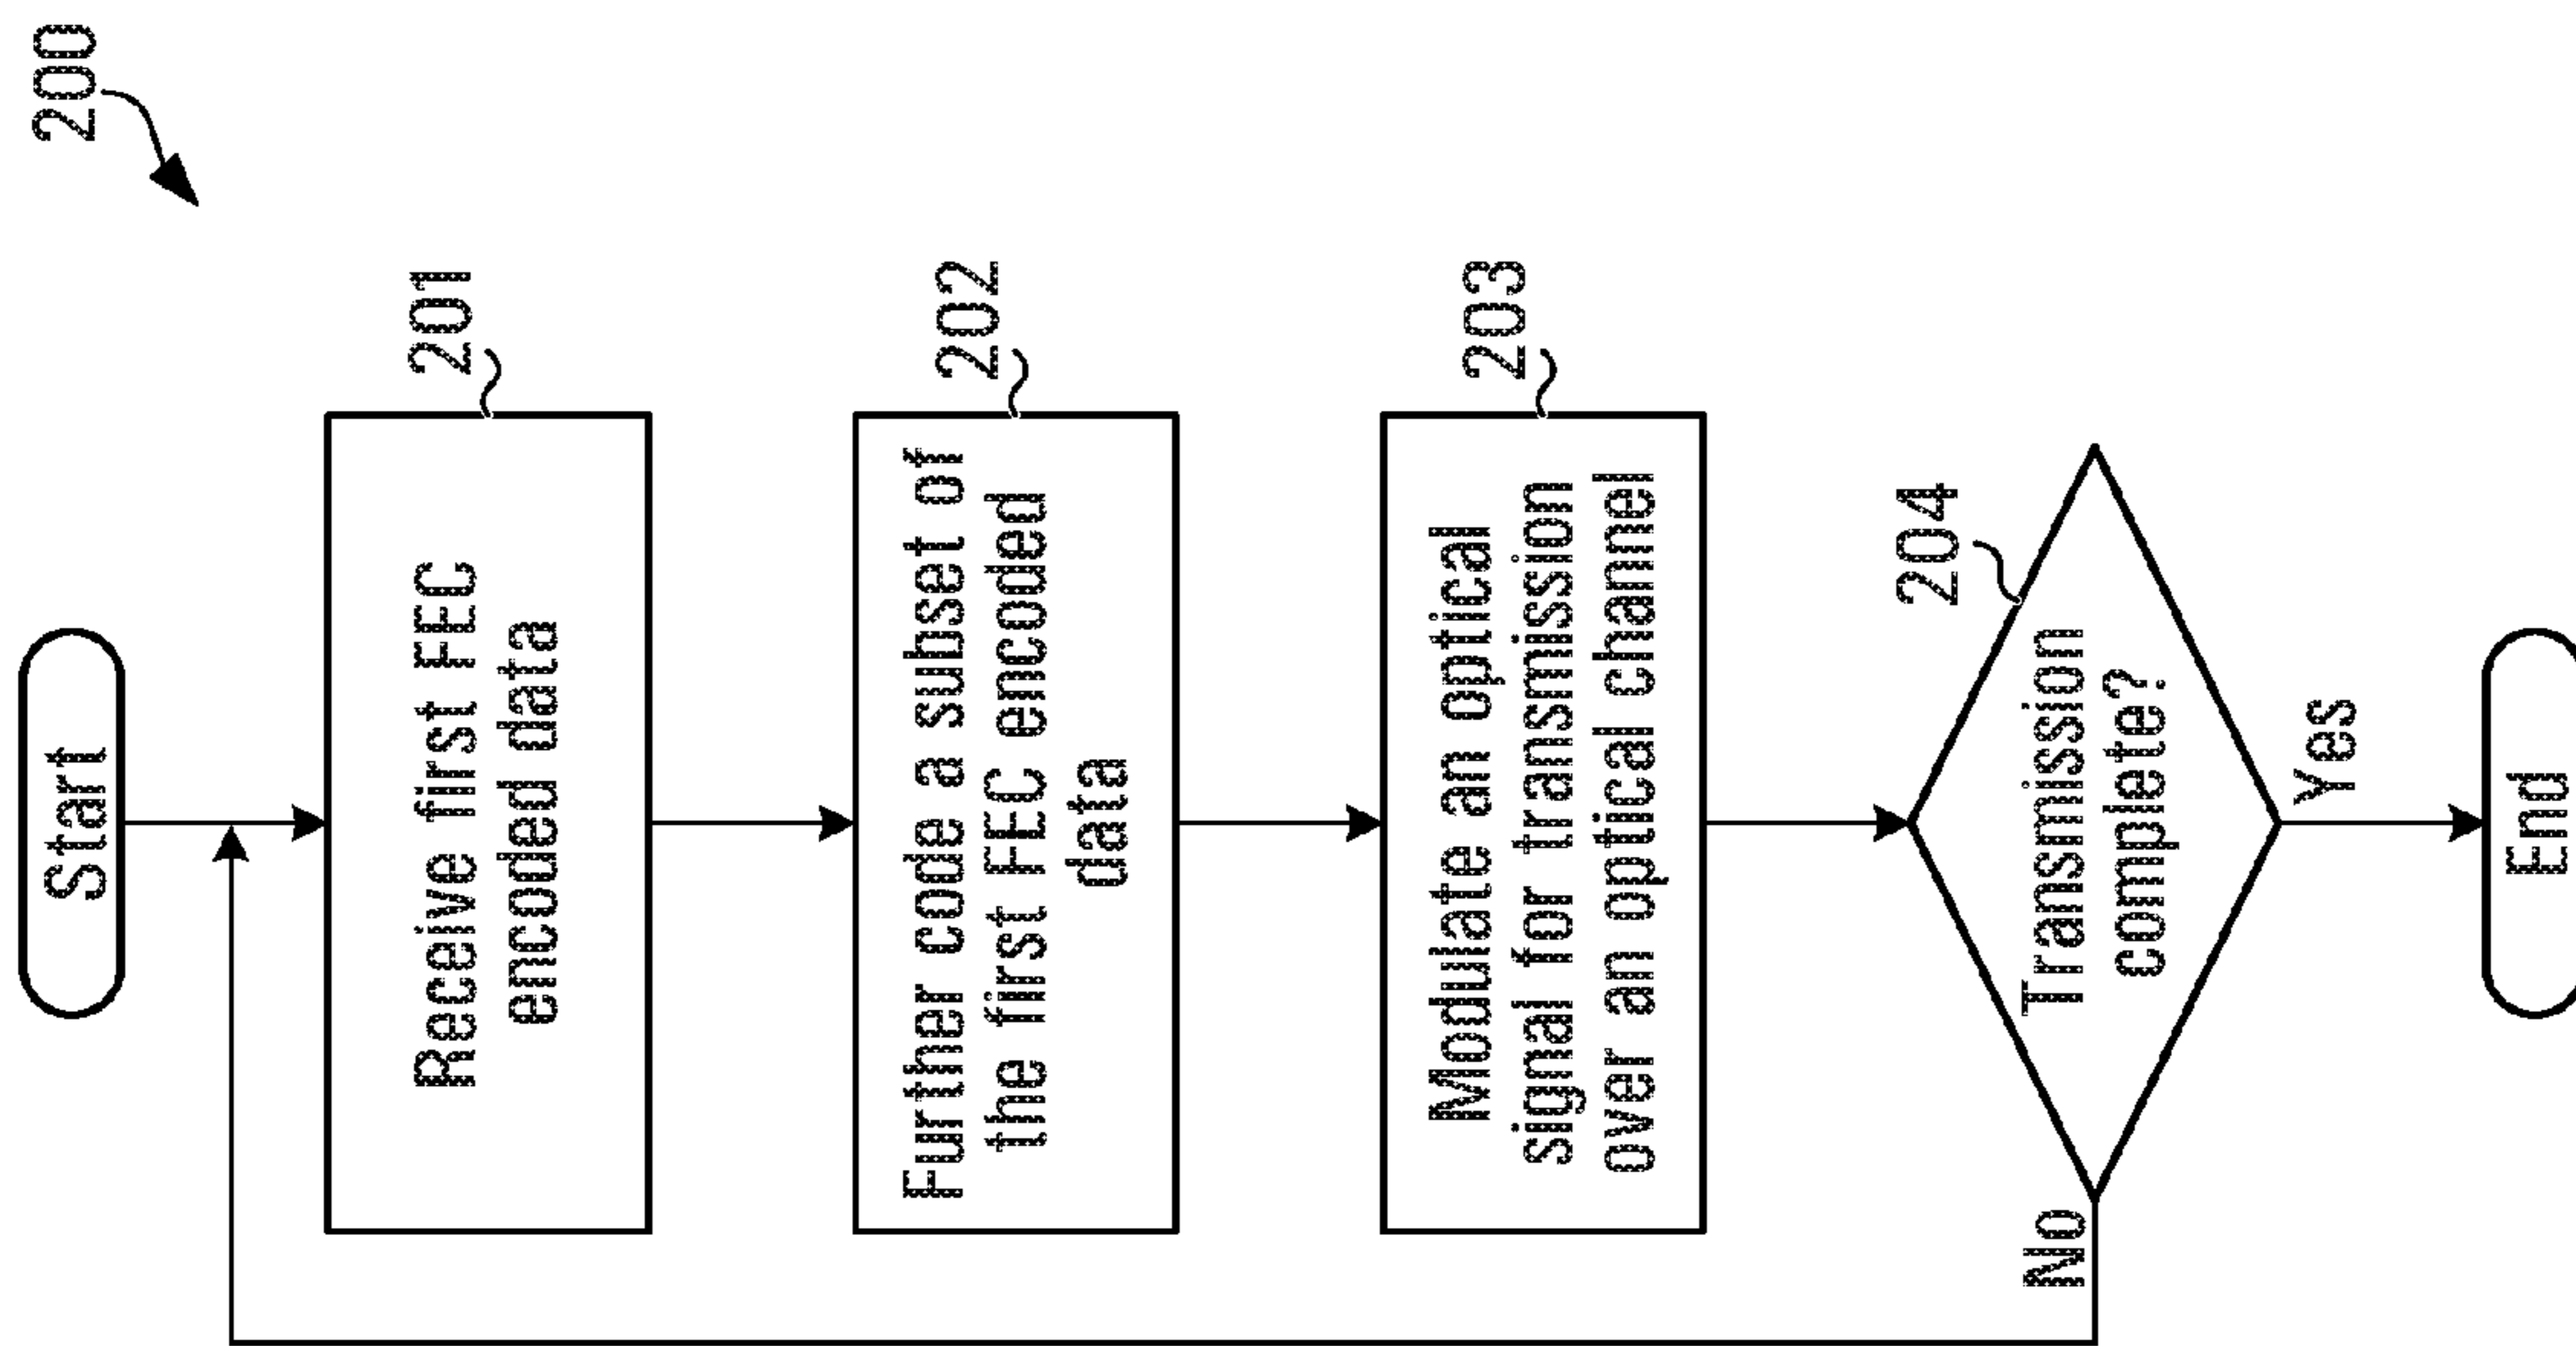 200
Start
Receive first FEC
encoded data
201
Further code a subset of
the first FEC encoded
data
202
Modulate an optical
signal for transmission
over an optical channel
203
204
Transmission
complete?
No
Yes
End